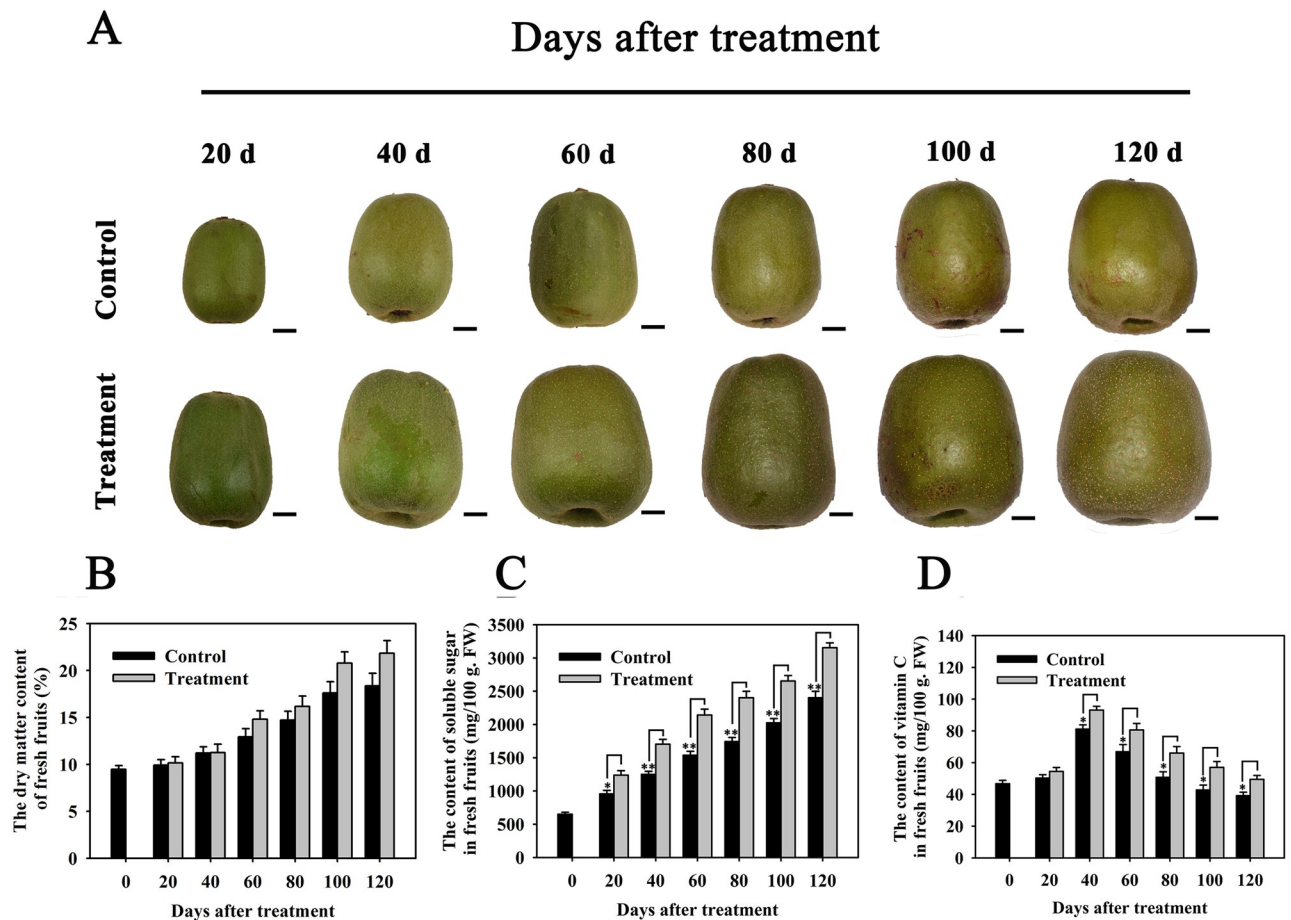 A
Days after treatment
20 d 40 d 60 d 80 d 100 d 120 d
Control
Treatment
B
The dry matter content
of fresh fruits (%)
25
20
15
10
5
0
Control
Treatment
0 20 40 60 80 100 120
Days after treatment
C
The content of soluble sugar
in fresh fruits (mg/100 g. FW)
3500
3000
2500
2000
1500
1000
500
0
Control
Treatment
* ** ** ** ** **
0 20 40 60 80 100 120
Days after treatment
D
The content of vitamin C
in fresh fruits (mg/100 g. FW)
140
120
100
80
60
40
20
0
Control
Treatment
* * * * *
0 20 40 60 80 100 120
Days after treatment